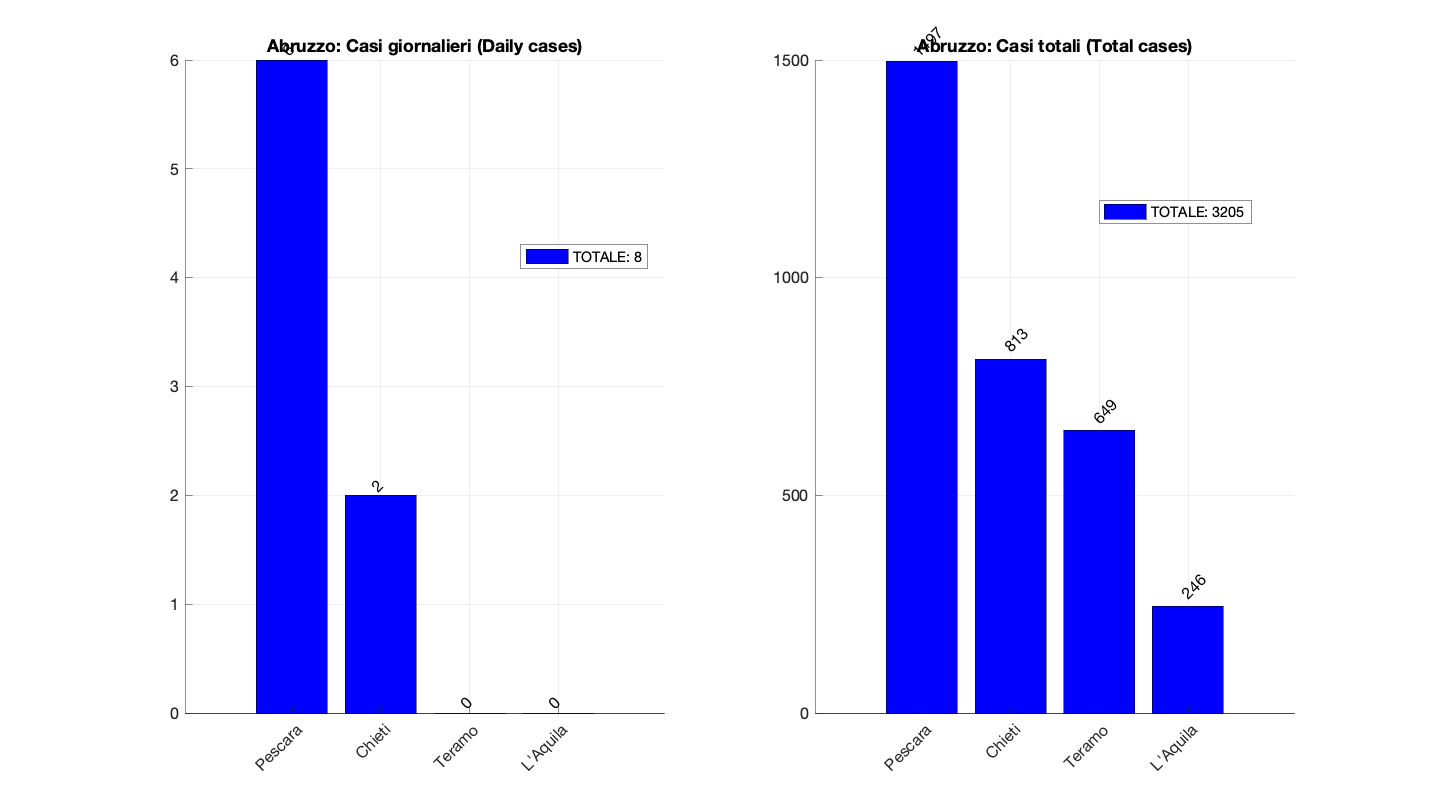 Abruzzo: Casi giornalieri (Daily cases)
6
6
5
4
3
2
1
0
2
0
0
TOTALE: 8
Pescara
Chieti
Teramo
L'Aquila
Abruzzo: Casi totali (Total cases)
1497
1500
1000
500
0
813
649
246
TOTALE: 3205
Pescara
Chieti
Teramo
L'Aquila